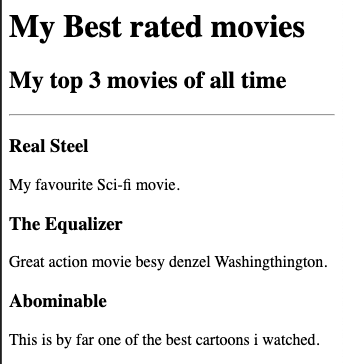 My Best rated movies
My top 3 movies of all time
Real Steel
My favourite Sci-fi movie.
The Equalizer
Great action movie besy denzel Washingthington.
Abominable
This is by far one of the best cartoons i watched.